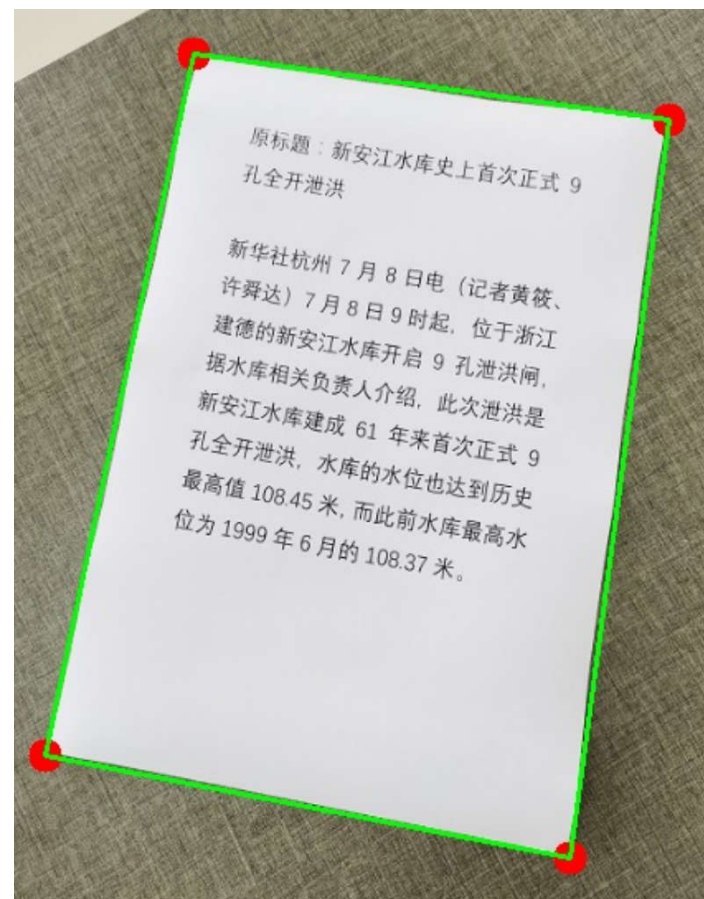 原标题：新安江水库史上首次正式 9
孔全开泄洪
新华社杭州 7 月 8 日电（记者黄筱、
许舜达）7 月 8 日 9 时起，位于浙江
建德的新安江水库开启 9 孔泄洪闸，
据水库相关负责人介绍，此次泄洪是
新安江水库建成 61 年来首次正式 9
孔全开泄洪，水库的水位也达到历史
最高值 108.45 米，而此前水库最高水
位为 1999 年 6 月的 108.37 米。